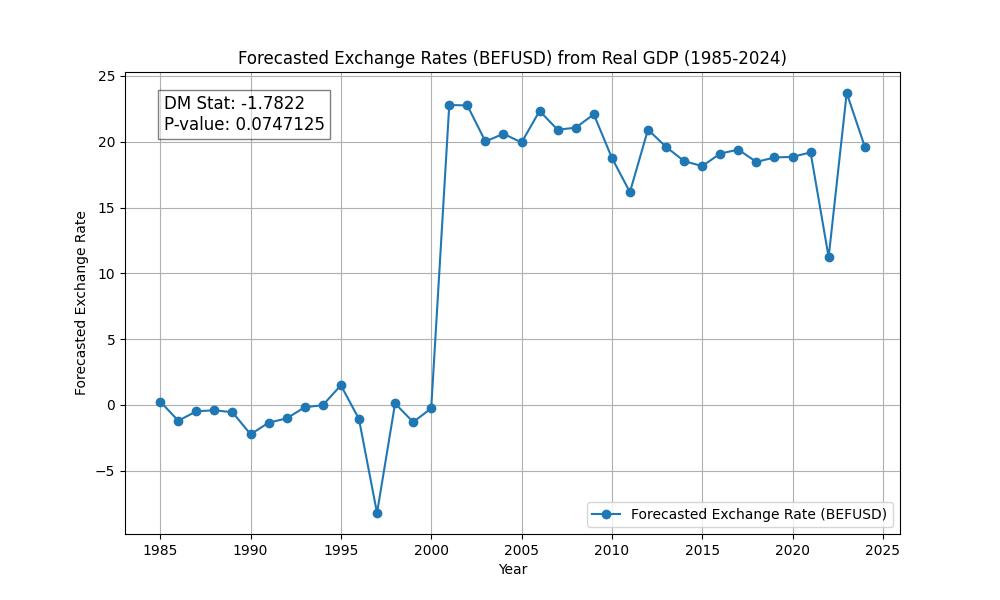 Forecasted Exchange Rates (BEFUSD) from Real GDP (1985-2024)
DM Stat: -1.7822
P-value: 0.0747125
Forecasted Exchange Rate
25
20
15
10
5
0
−5
Forecasted Exchange Rate (BEFUSD)
1985 1990 1995 2000 2005 2010 2015 2020 2025
Year